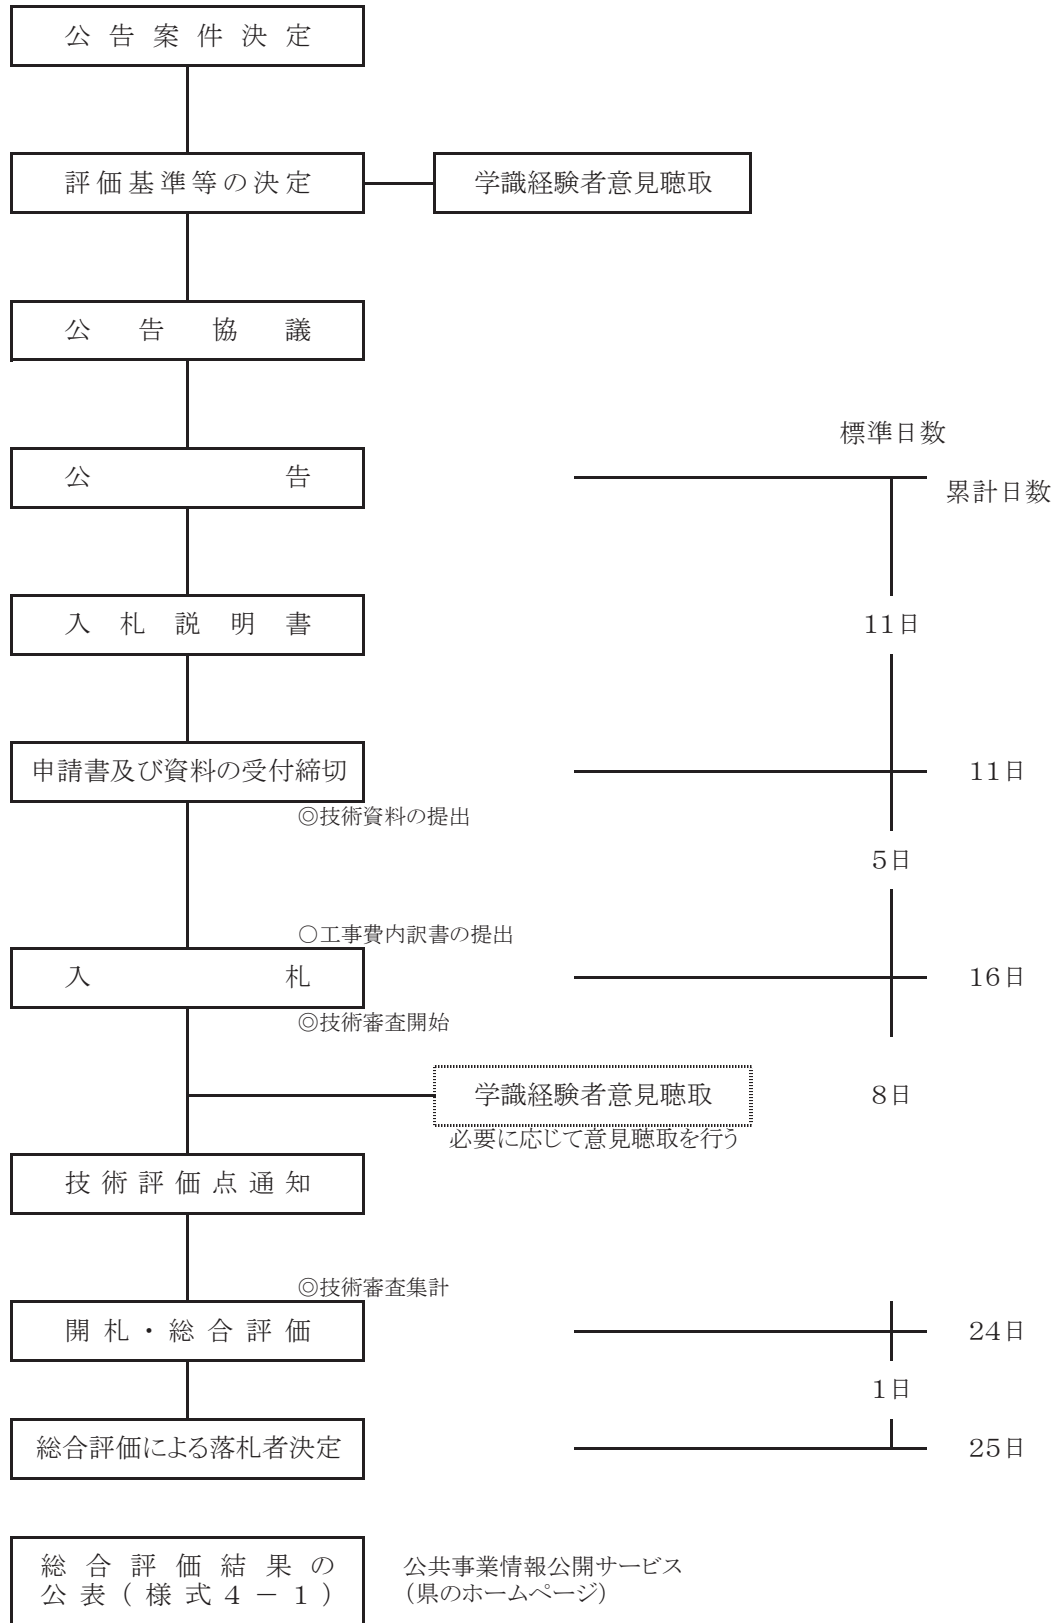 公告案件決定
評価基準等の決定
学識経験者意見聴取
公告協議
標準日数
公告
累計日数
入札説明書
11日
申請書及び資料の受付締切
11日
◎技術資料の提出
5日
○工事費内訳書の提出
入札
16日
◎技術審査開始
学識経験者意見聴取
8日
必要に応じて意見聴取を行う
技術評価点通知
◎技術審査集計
開札・総合評価
24日
1日
総合評価による落札者決定
25日
総合評価結果の
公表(様式4-1)
公共事業情報公開サービス
(県のホームページ)